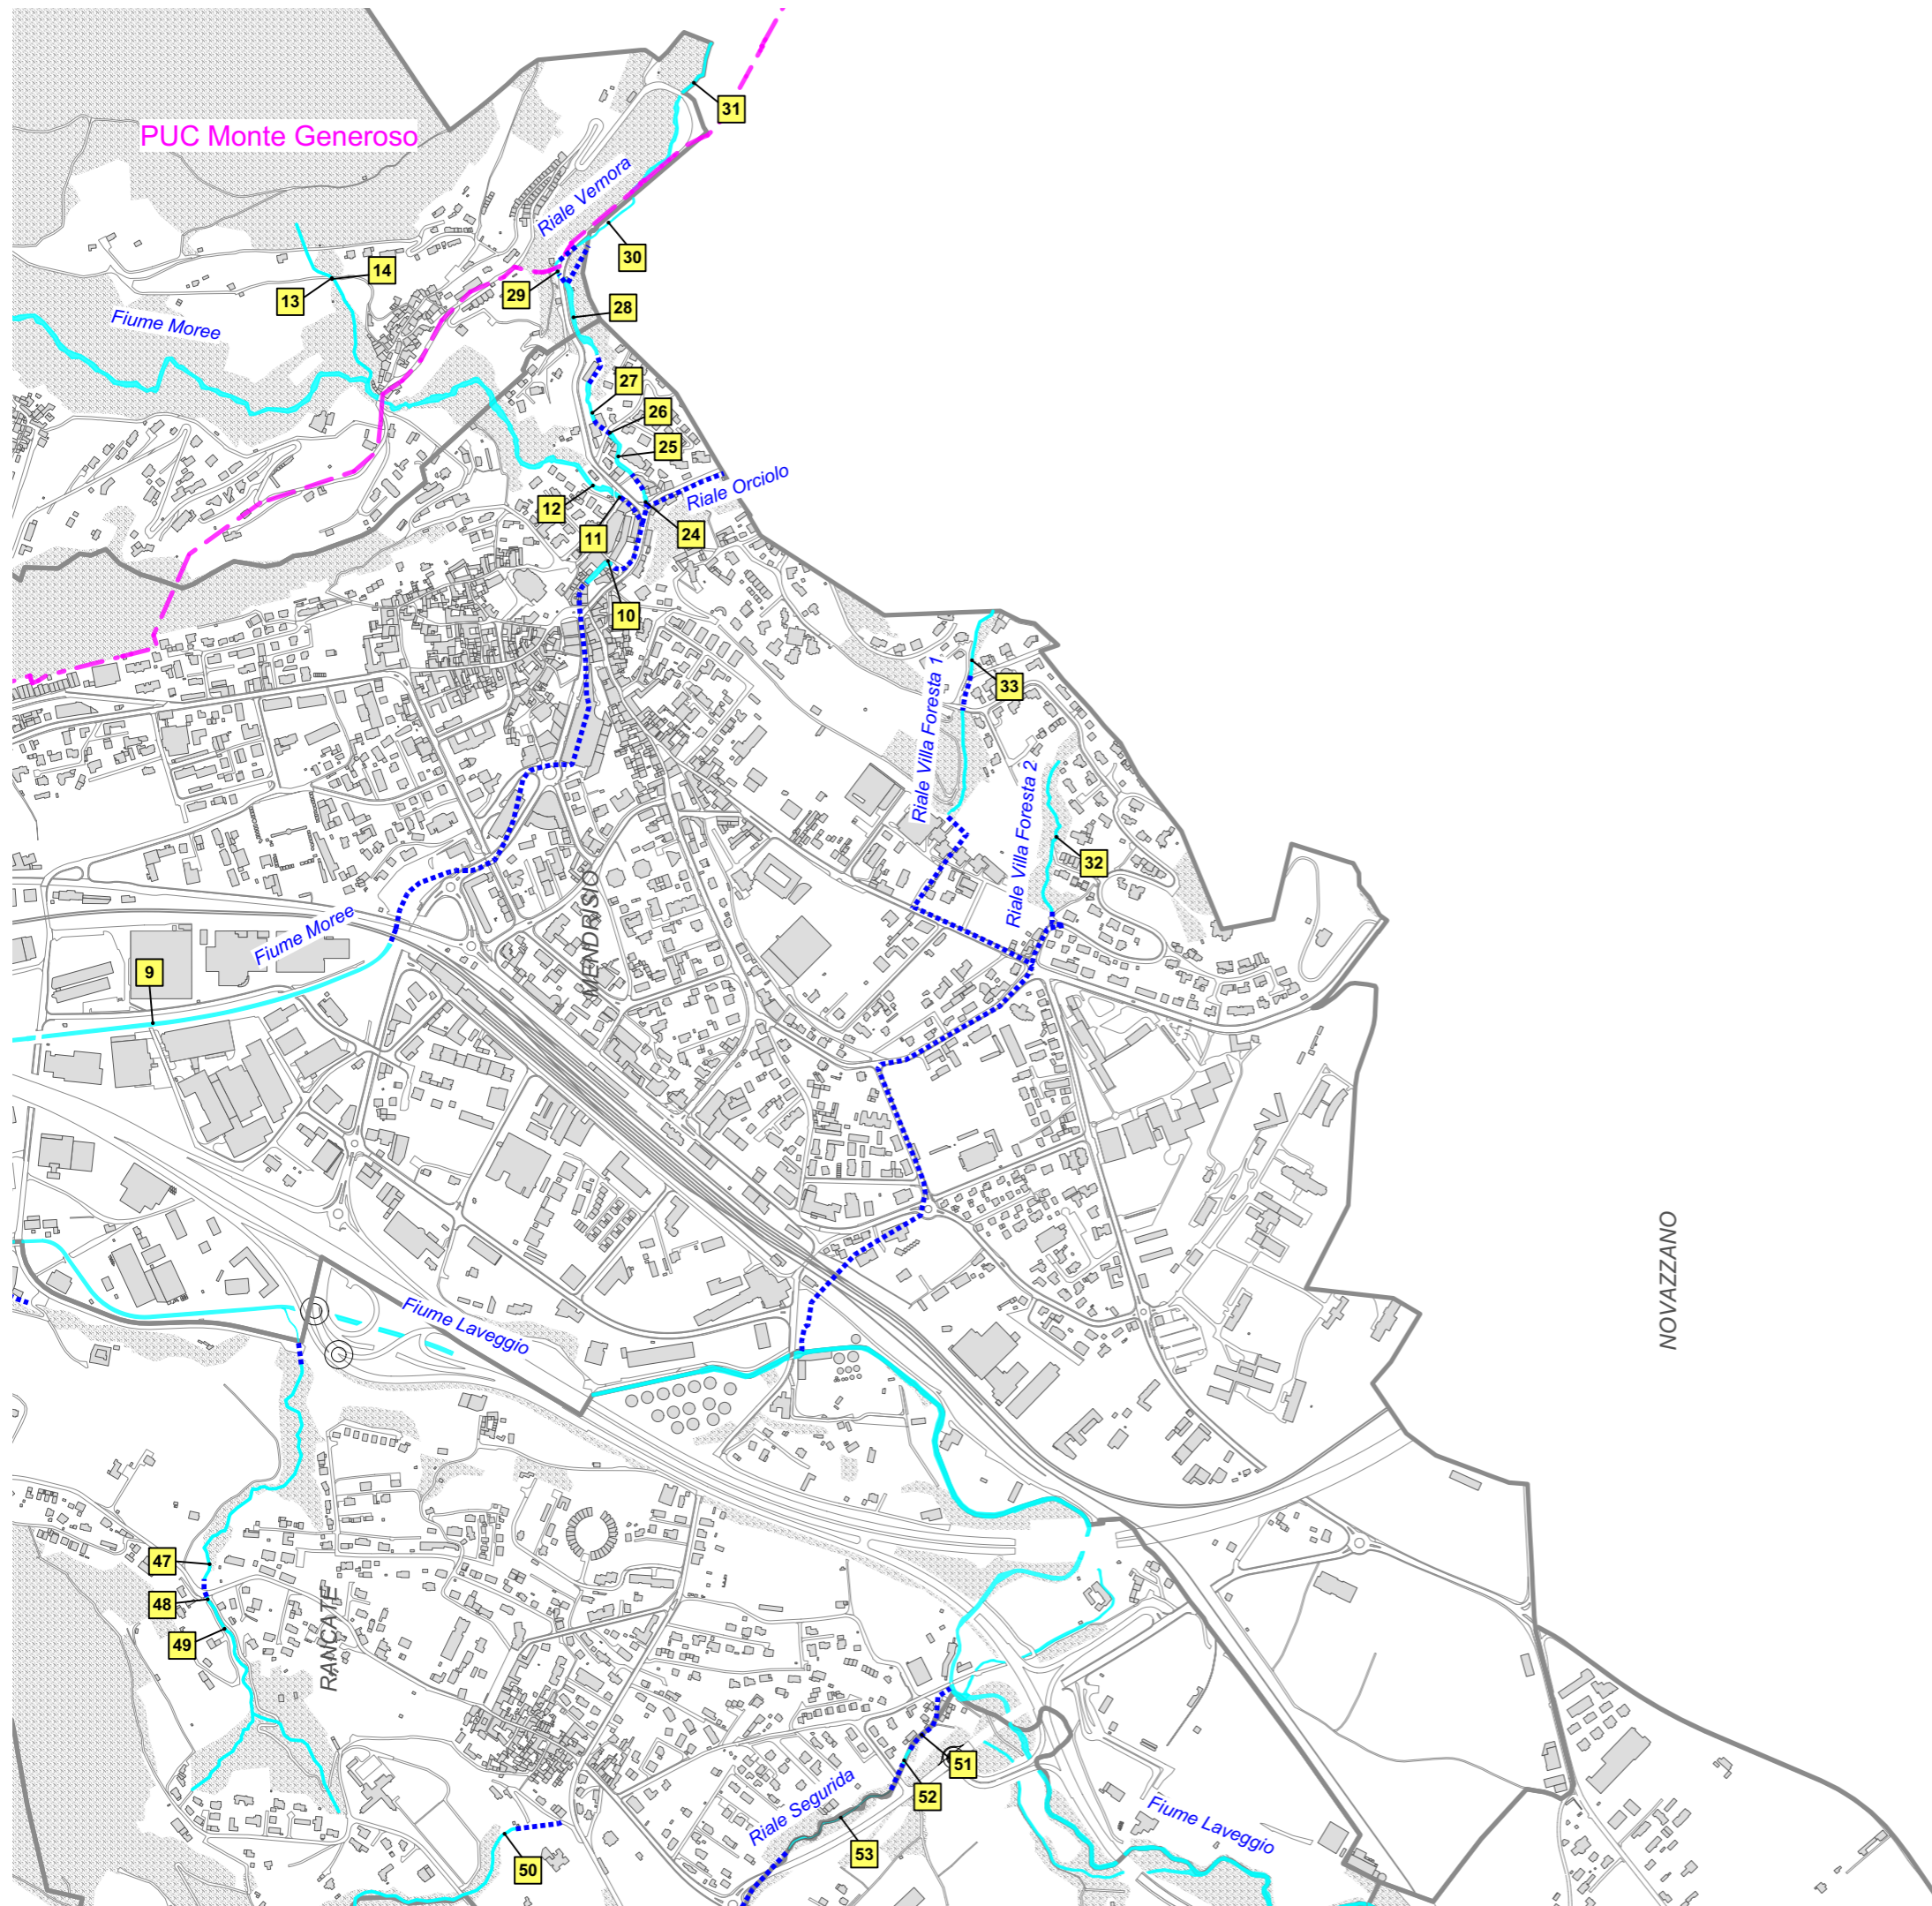 31
PUC Monte Generoso
Riale Vernora
30
14
13
29
28
Fiume Moree
27
26
25
Riale Orciolo
12
11
24
10
33
Riale Villa Foresta 1
Riale Villa Foresta 2
32
MENDRISIO
Fiume Moree
9
NOVAZZANO
Fiume Laveggio
47
48
49
RANCATE
51
52
Riale Segurida
Fiume Laveggio
53
50